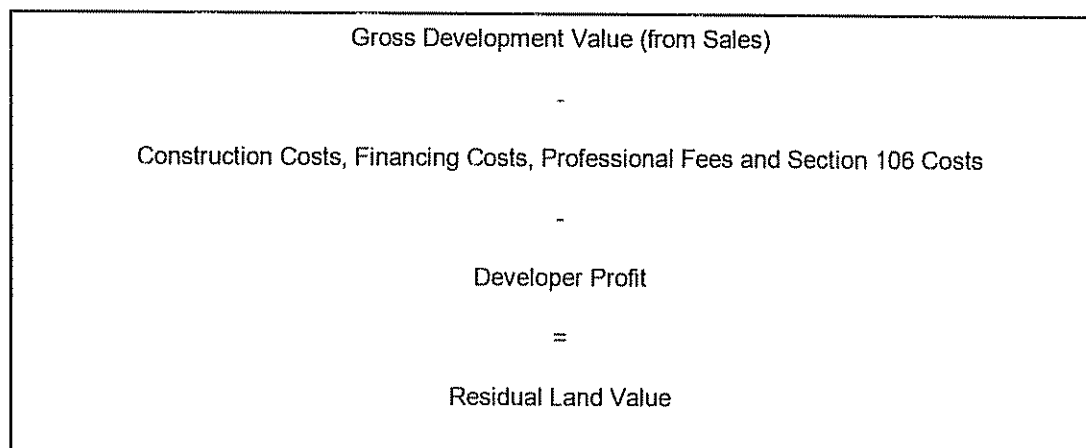 Gross Development Value (from Sales)
-
Construction Costs, Financing Costs, Professional Fees and Section 106 Costs
-
Developer Profit
=
Residual Land Value